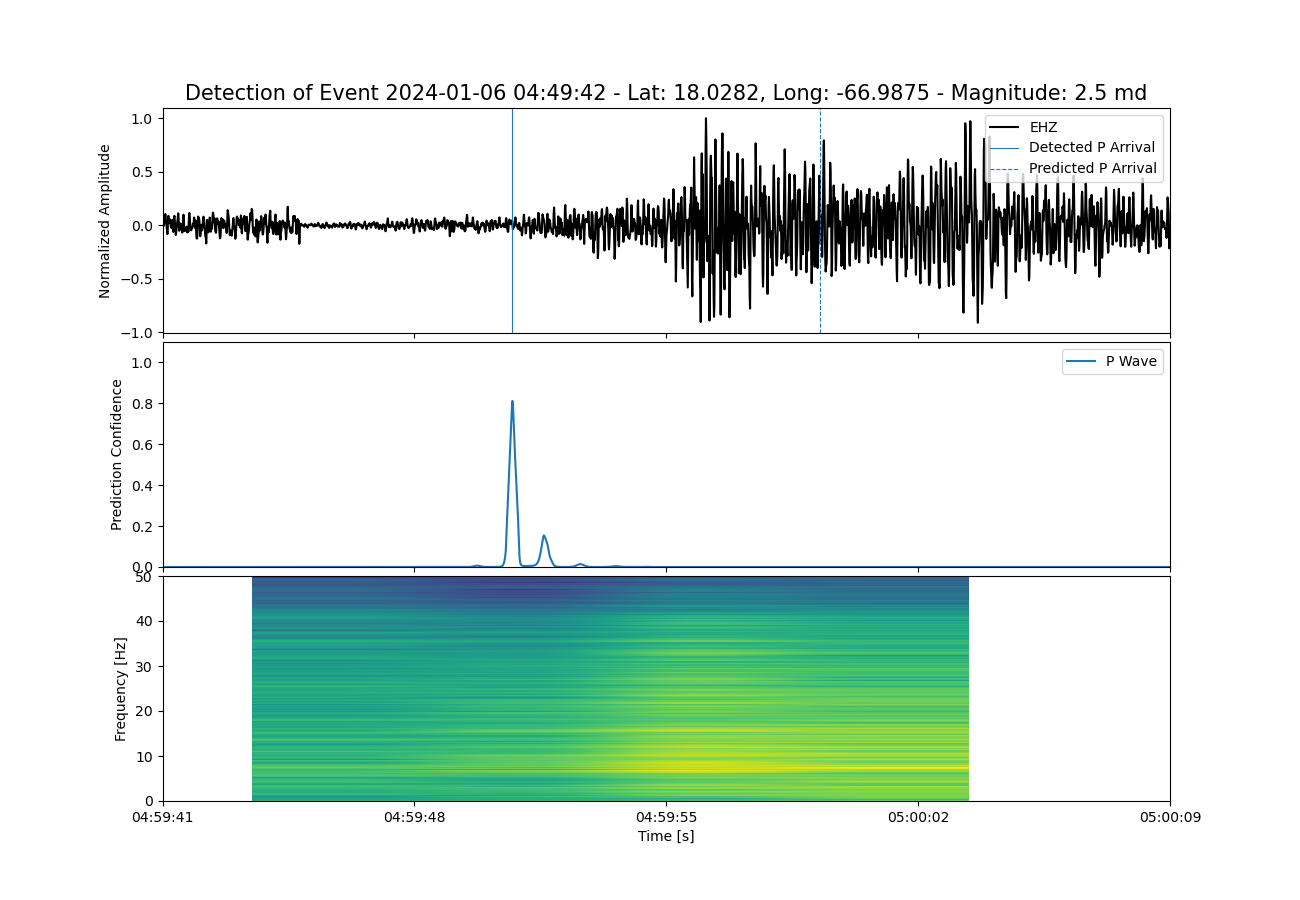 Detection of Event 2024-01-06 04:49:42 - Lat: 18.0282, Long: -66.9875 - Magnitude: 2.5 md
Normalized Amplitude
1.0
0.5
0.0
−0.5
−1.0
EHZ
Detected P Arrival
Predicted P Arrival
Prediction Confidence
1.0
0.8
0.6
0.4
0.2
0.0
P Wave
Frequency [Hz]
50
40
30
20
10
0
04:59:41 04:59:48 04:59:55 05:00:02 05:00:09
Time [s]